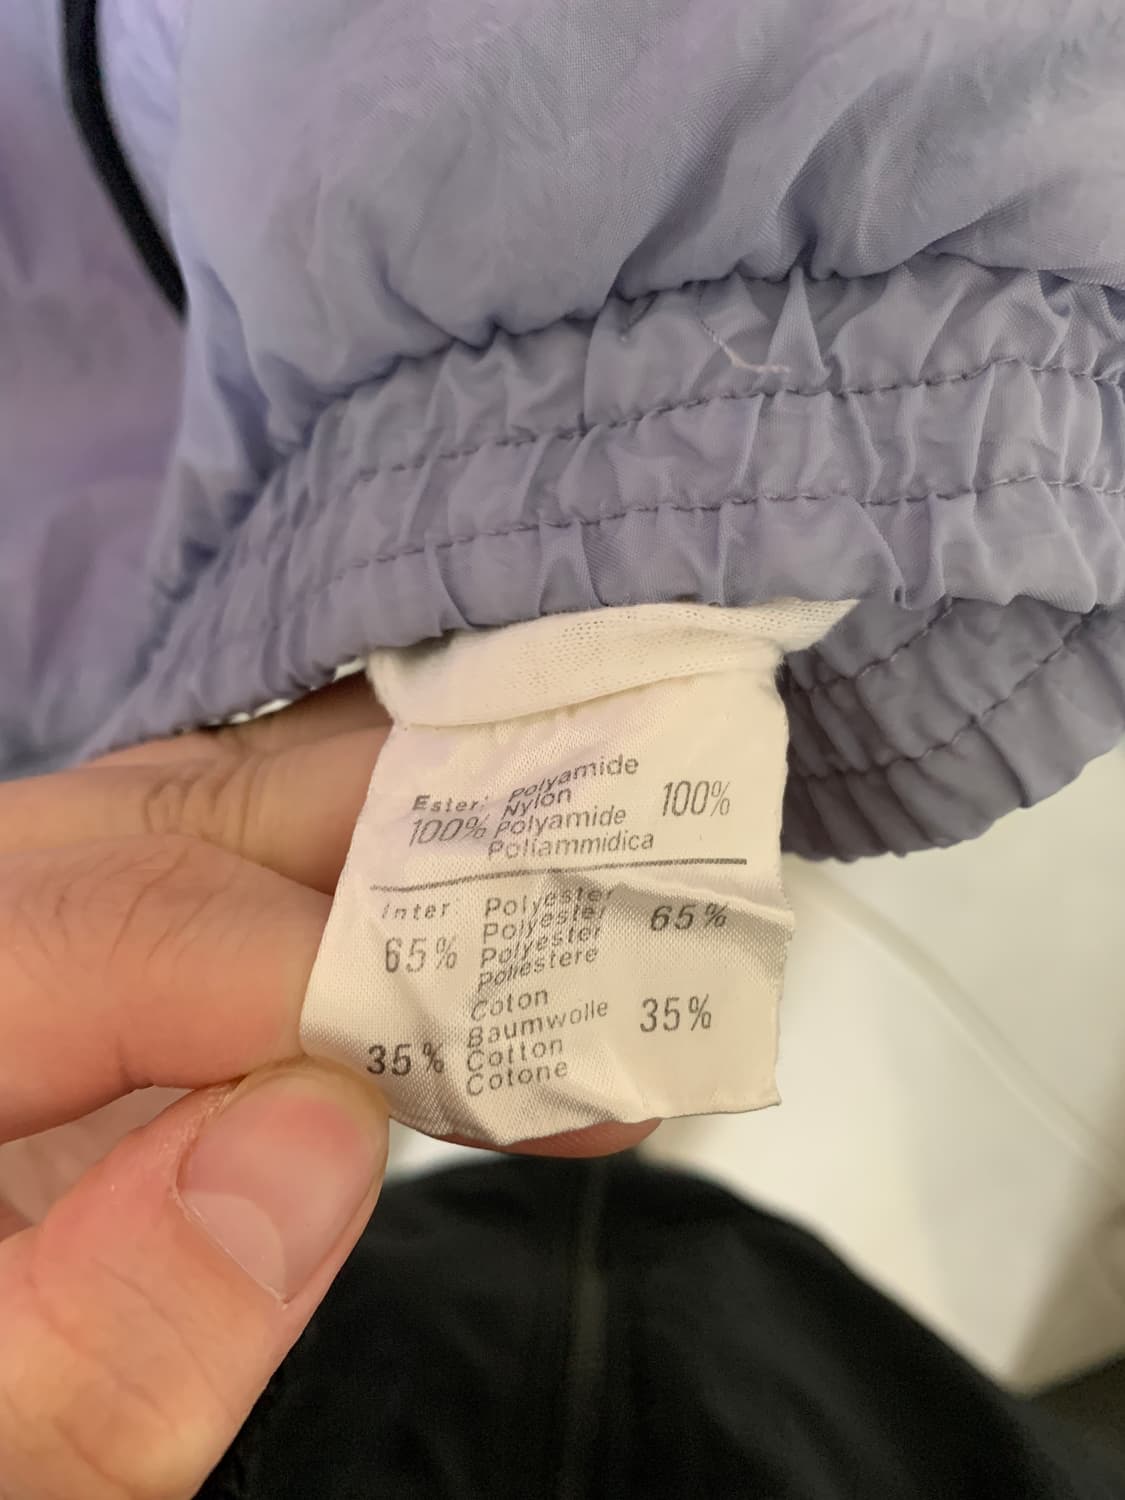 Polyamide
Ester: Nylon 100%
100% Polyamide
Poliammidica
Inter Polyester
Polyester 65%
65% Polyester
Poliestere
Coton
Baumwolle 35%
35% Cotton
Cotone